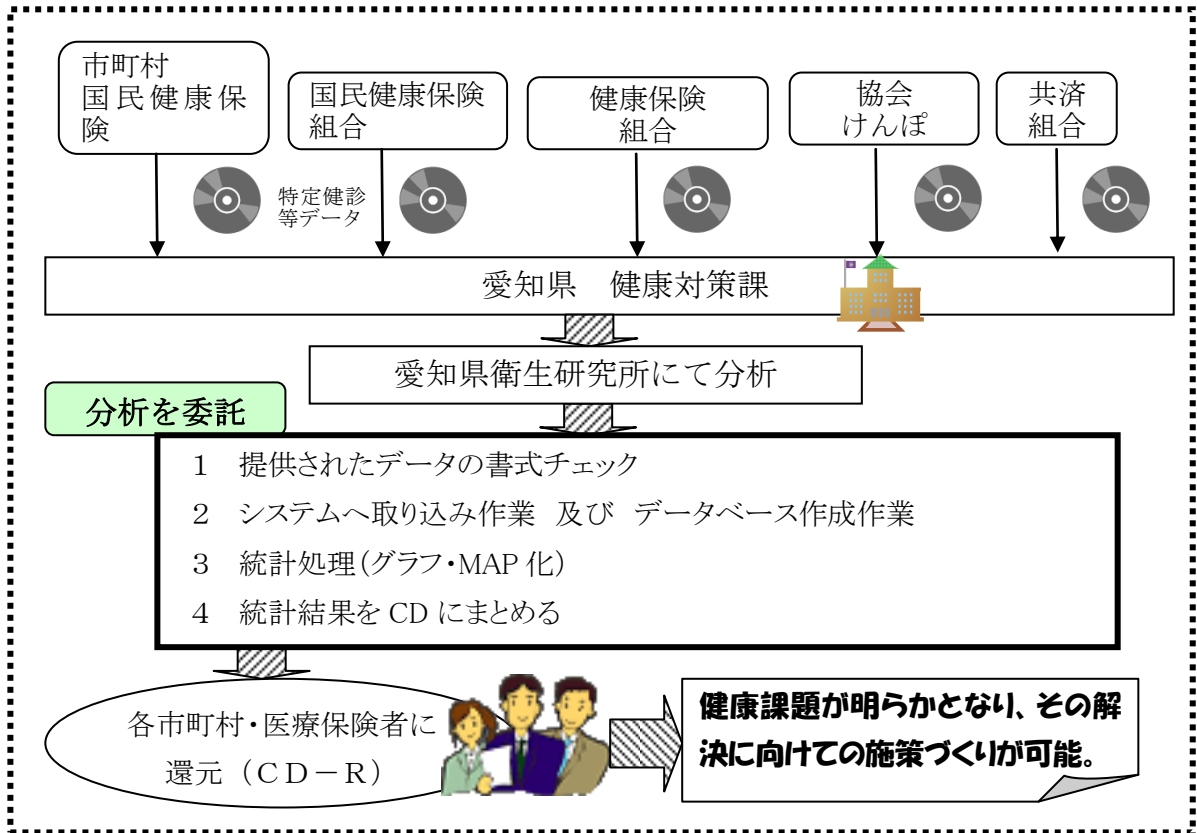 市町村
国民健康保
険
国民健康保険
組合
健康保険
組合
協会
けんぽ
共済
組合
特定健診
等データ
愛知県　健康対策課
愛知県衛生研究所にて分析
分析を委託
1　提供されたデータの書式チェック
2　システムへ取り込み作業 及び データベース作成作業
3　統計処理(グラフ・MAP 化)
4　統計結果を CD にまとめる
各市町村・医療保険者に
還元（ＣＤ－Ｒ）
健康課題が明らかとなり、その解
決に向けての施策づくりが可能。